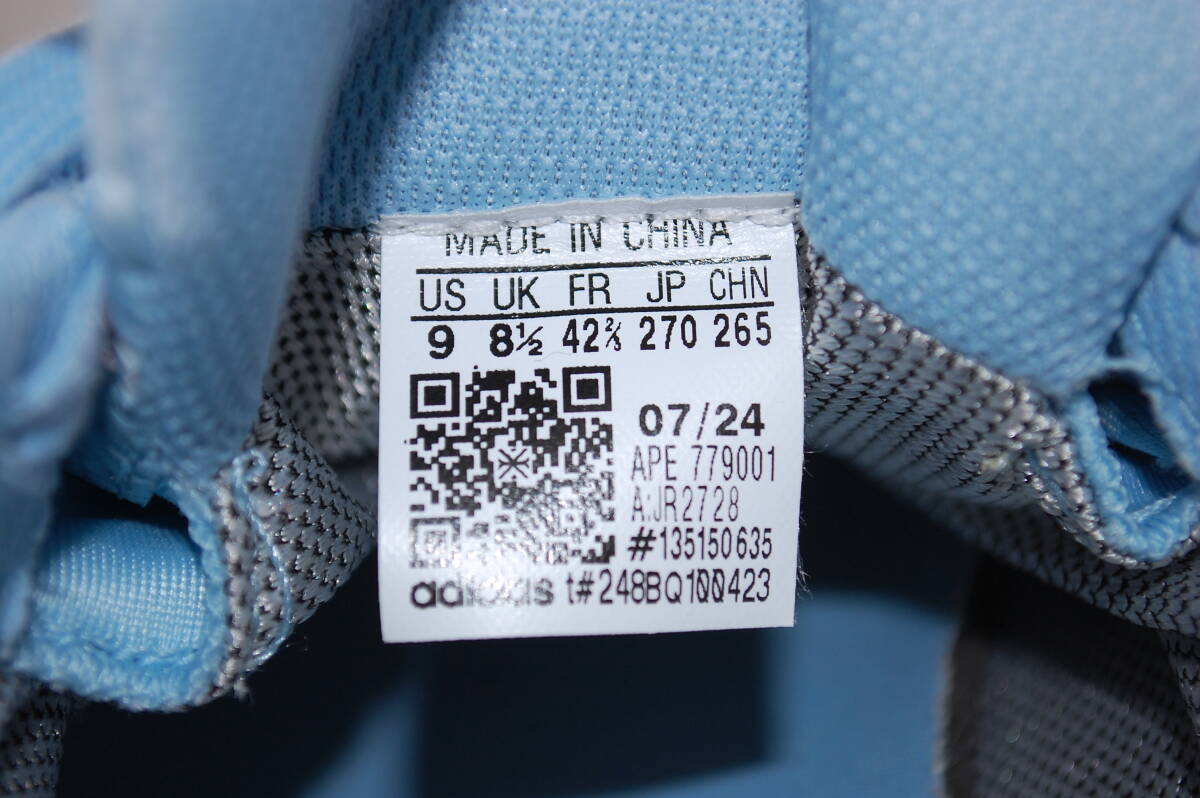 MADE IN CHINA
US UK FR JP CHN
9 8½ 42⅔ 270 265
07/24
APE 779001
A:JR2728
#135150635
adidas t#248BQ100423